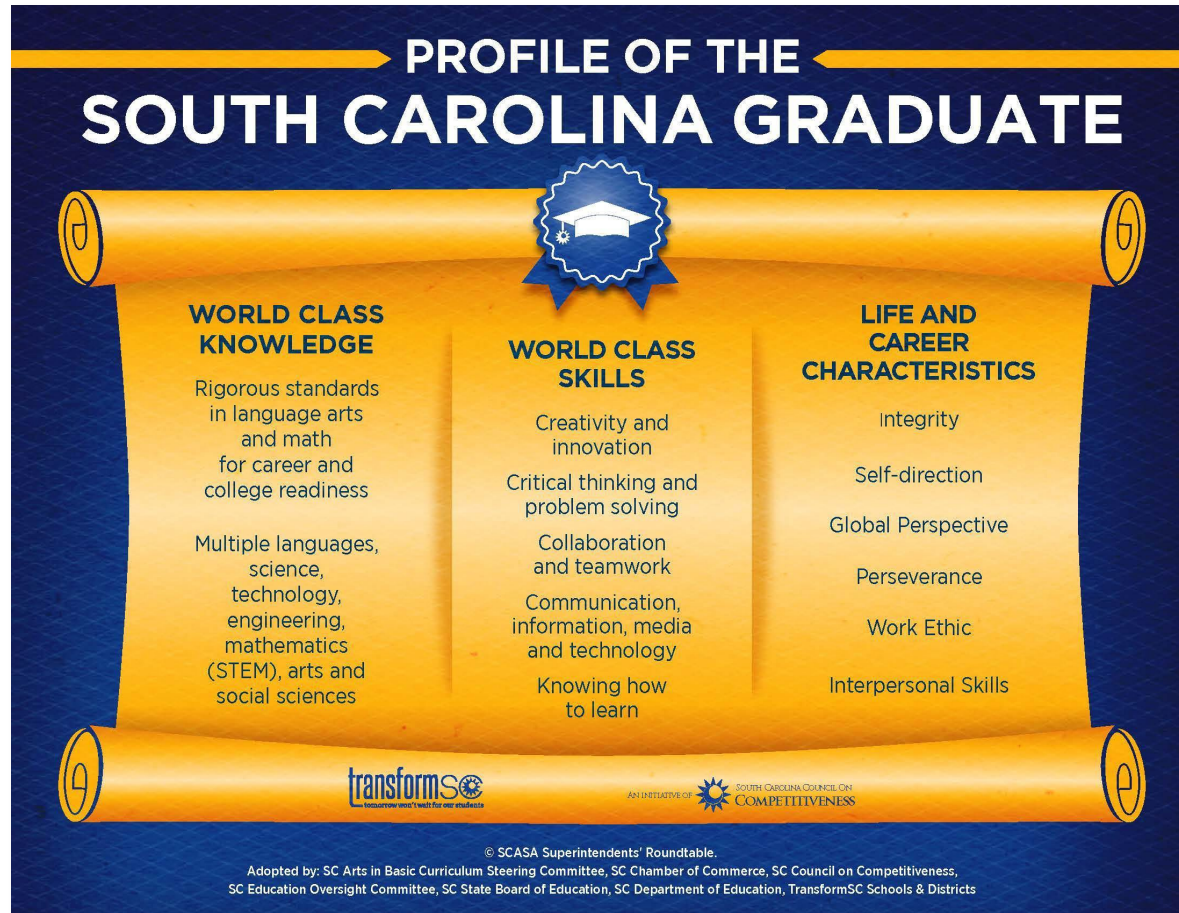 PROFILE OF THE
SOUTH CAROLINA GRADUATE
WORLD CLASS
KNOWLEDGE
Rigorous standards
in language arts
and math
for career and
college readiness
Multiple languages,
science,
technology,
engineering,
mathematics
(STEM), arts and
social sciences
WORLD CLASS
SKILLS
Creativity and
innovation
Critical thinking and
problem solving
Collaboration
and teamwork
Communication,
information, media
and technology
Knowing how
to learn
LIFE AND
CAREER
CHARACTERISTICS
Integrity
Self-direction
Global Perspective
Perseverance
Work Ethic
Interpersonal Skills
transformSC
tomorrow won't wait for our students
AN INITIATIVE OF
SOUTH CAROLINA COUNCIL ON
COMPETITIVENESS
© SCASA Superintendents' Roundtable.
Adopted by: SC Arts in Basic Curriculum Steering Committee, SC Chamber of Commerce, SC Council on Competitiveness,
SC Education Oversight Committee, SC State Board of Education, SC Department of Education, TransformSC Schools & Districts